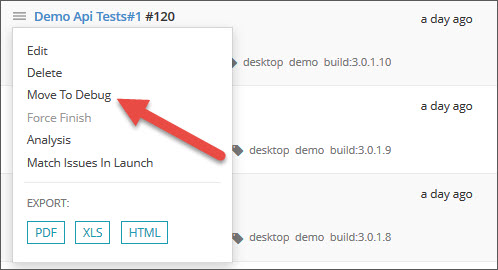 Demo Api Tests#1 #120
a day ago
Edit
Delete
desktop demo build:3.0.1.10
Move To Debug
a day ago
Force Finish
Analysis
desktop demo build:3.0.1.9
Match Issues In Launch
a day ago
EXPORT:
PDF XLS HTML
desktop demo build:3.0.1.8